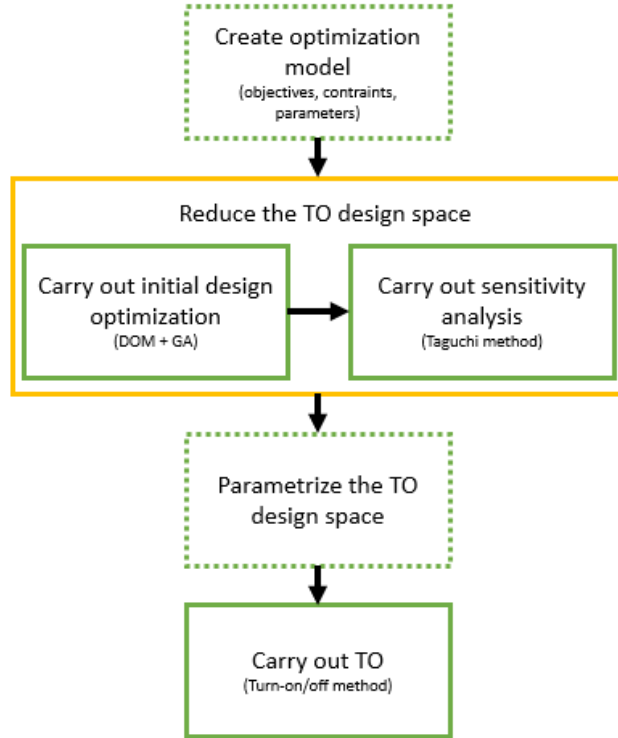 Create optimization
model
(objectives, contraints,
parameters)
Reduce the TO design space
Carry out initial design
optimization
(DOM + GA)
Carry out sensitivity
analysis
(Taguchi method)
Parametrize the TO
design space
Carry out TO
(Turn-on/off method)